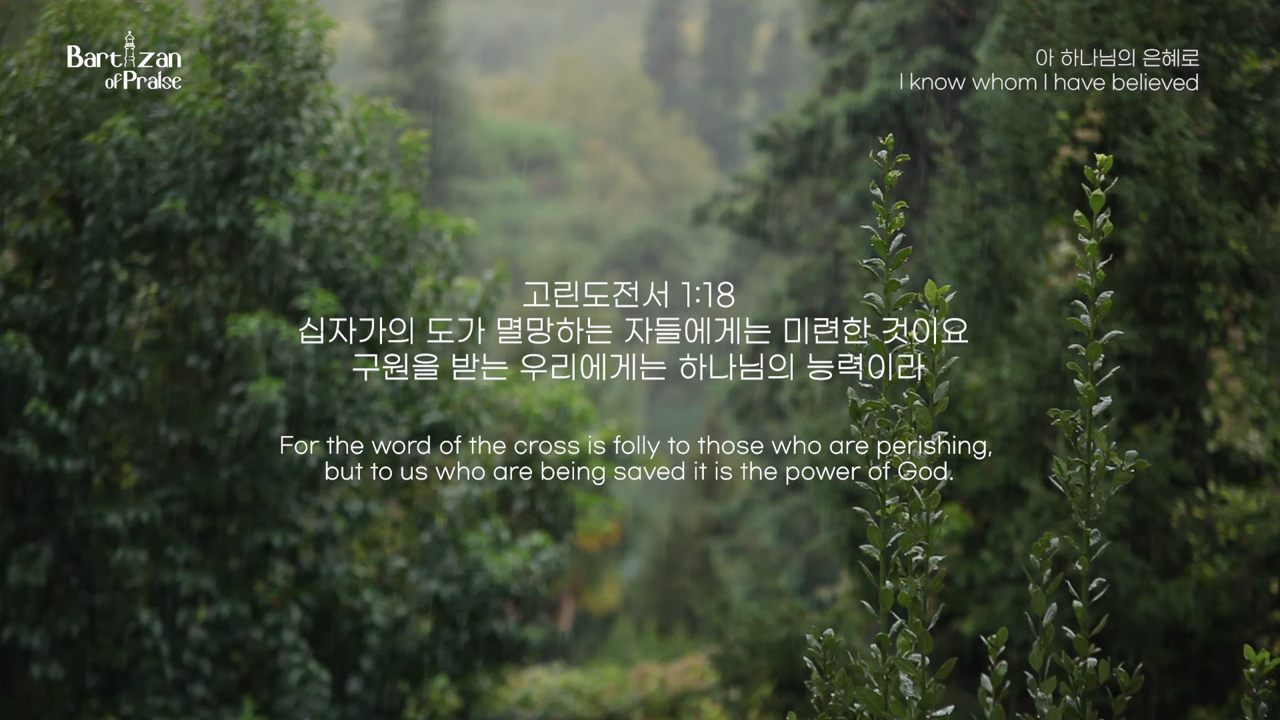 Bartizan
of Praise
아 하나님의 은혜로
I know whom I have believed
고린도전서 1:18
십자가의 도가 멸망하는 자들에게는 미련한 것이요
구원을 받는 우리에게는 하나님의 능력이라
For the word of the cross is folly to those who are perishing,
but to us who are being saved it is the power of God.